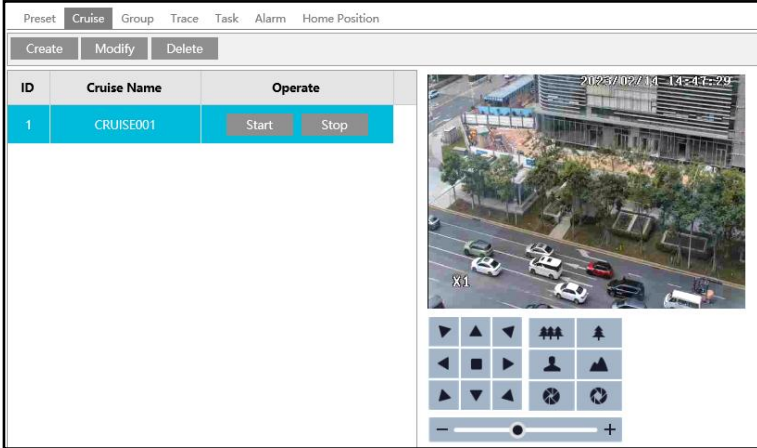 Preset Cruise Group Trace Task Alarm Home Position
Create Modify Delete
ID Cruise Name Operate
1 CRUISE001 Start Stop
2023/02/14 14:47:29
X1